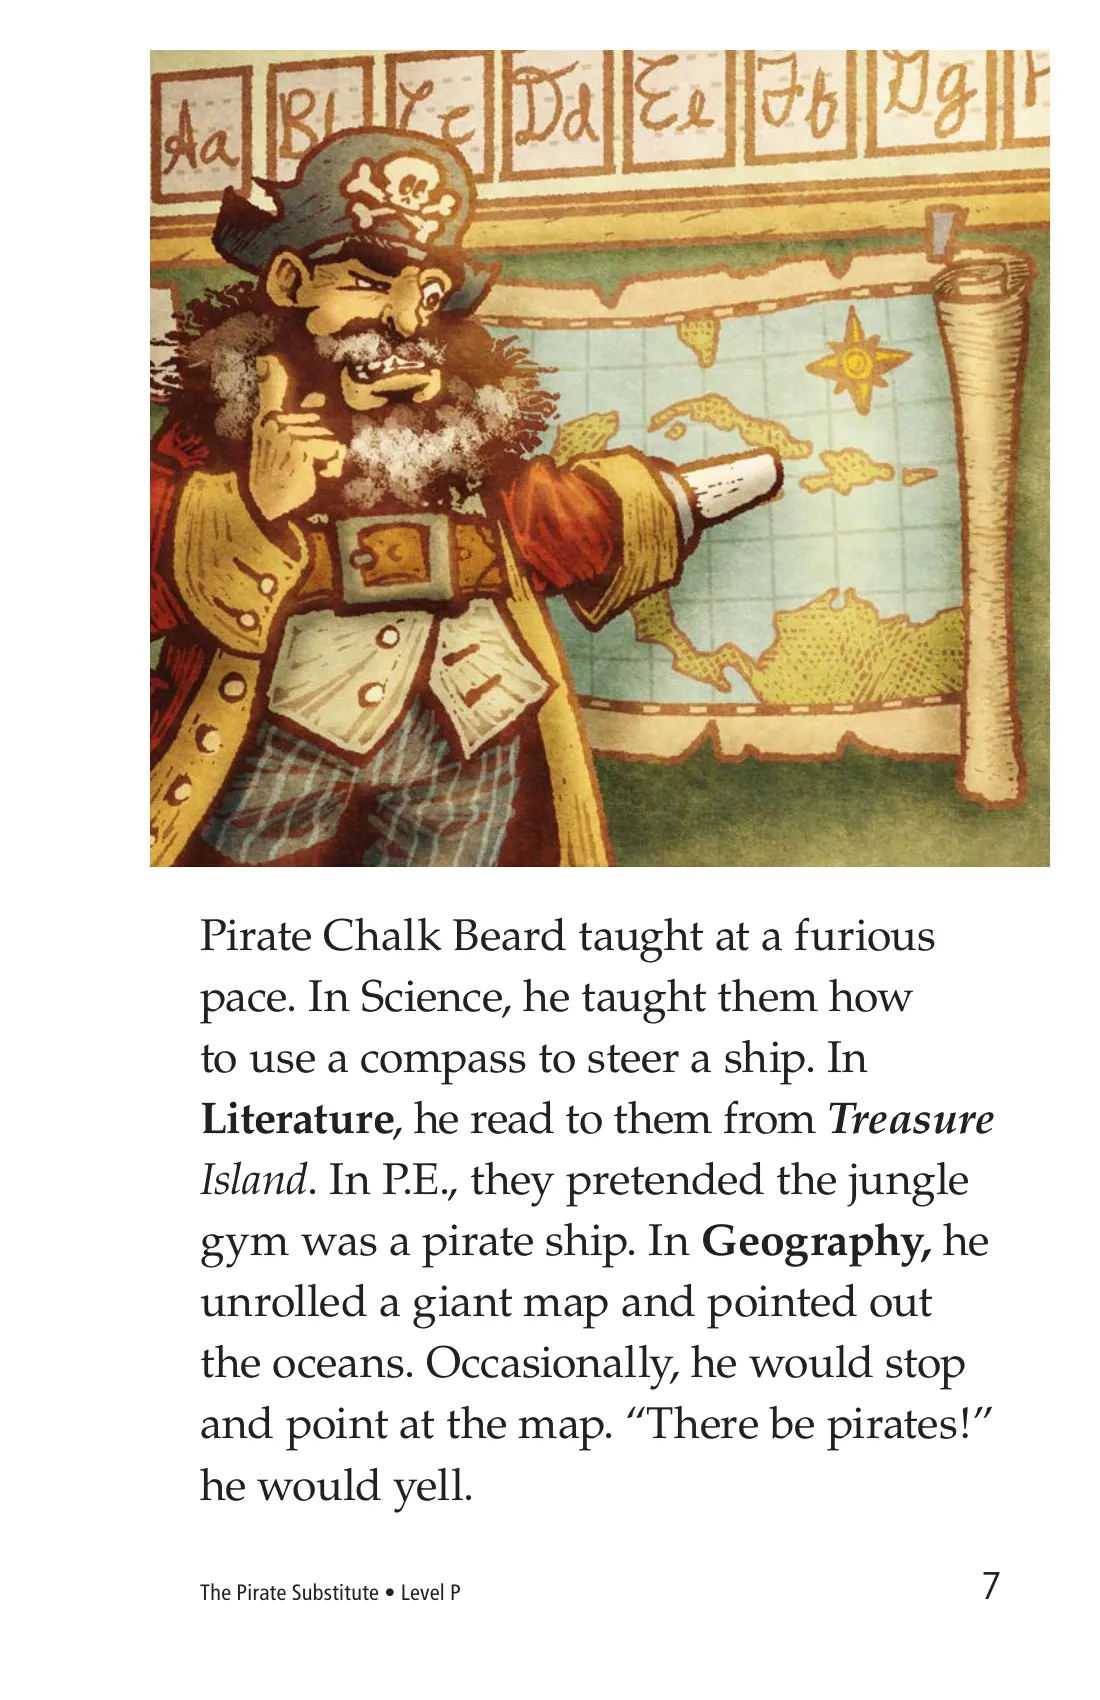 Aa Bb Cc Dd Ee Ff Gg
Pirate Chalk Beard taught at a furious
pace. In Science, he taught them how
to use a compass to steer a ship. In
Literature, he read to them from Treasure
Island. In P.E., they pretended the jungle
gym was a pirate ship. In Geography, he
unrolled a giant map and pointed out
the oceans. Occasionally, he would stop
and point at the map. “There be pirates!”
he would yell.
The Pirate Substitute • Level P
7